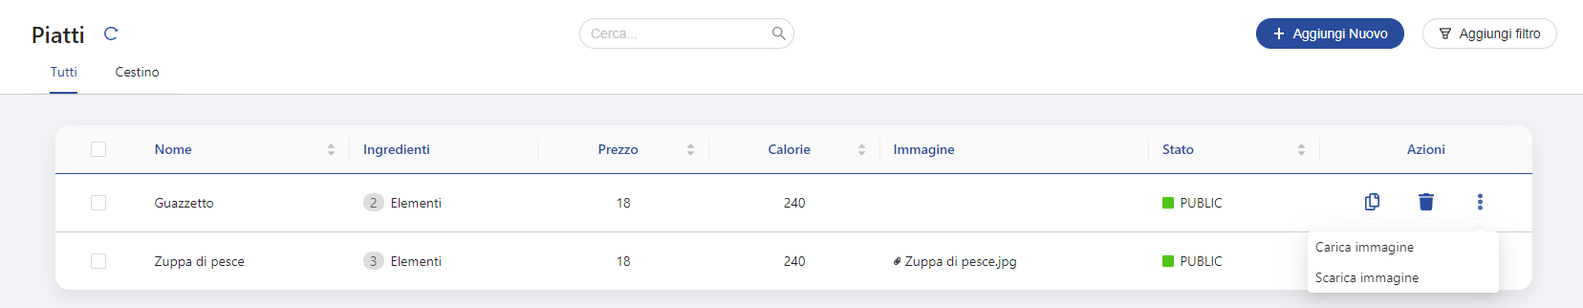 Piatti
Cerca...
Aggiungi Nuovo
Aggiungi filtro
Tutti
Cestino
Nome
Ingredienti
Prezzo
Calorie
Immagine
Stato
Azioni
Guazzetto
2 Elementi
18
240
PUBLIC
Zuppa di pesce
3 Elementi
18
240
Zuppa di pesce.jpg
PUBLIC
Carica immagine
Scarica immagine